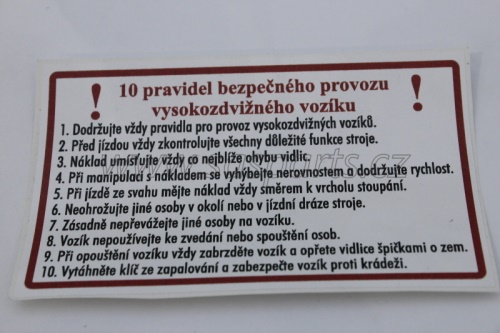 ! 10 pravidel bezpečného provozu !
vysokozdvižného vozíku
1. Dodržujte vždy pravidla pro provoz vysokozdvižných vozíků.
2. Před jízdou vždy zkontrolujte všechny důležité funkce stroje.
3. Náklad umisťujte vždy co nejblíže ohybu vidlic.
4. Při manipulaci s nákladem se vyhýbejte nerovnostem a dodržujte rychlost.
5. Při jízdě ze svahu mějte náklad vždy směrem k vrcholu stoupání.
6. Neohrožujte jiné osoby v okolí nebo v jízdní dráze stroje.
7. Zásadně nepřevážejte jiné osoby na vozíku.
8. Vozík nepoužívejte ke zvedání nebo spouštění osob.
9. Při opouštění vozíku vždy zabrzděte vozík a opřete vidlice špičkami o zem.
10. Vytáhněte klíč ze zapalování a zabezpečte vozík proti krádeži.